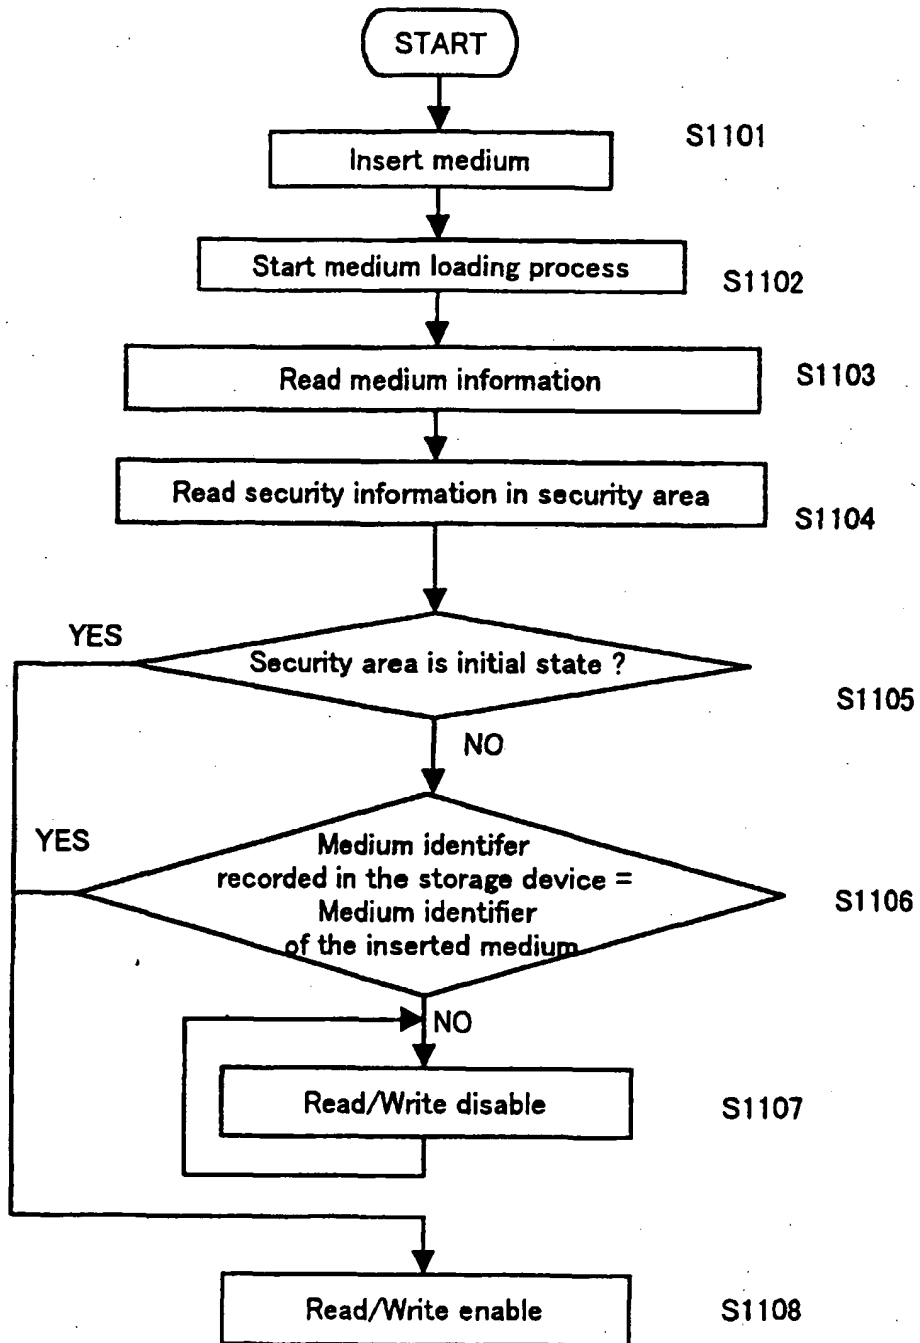 START
S1101
Insert medium
Start medium loading process
S1102
Read medium information
S1103
Read security information in security area
S1104
YES
Security area is initial state ?
S1105
NO
YES
Medium identifer
recorded in the storage device =
Medium identifier
of the inserted medium
S1106
NO
Read/Write disable
S1107
Read/Write enable
S1108